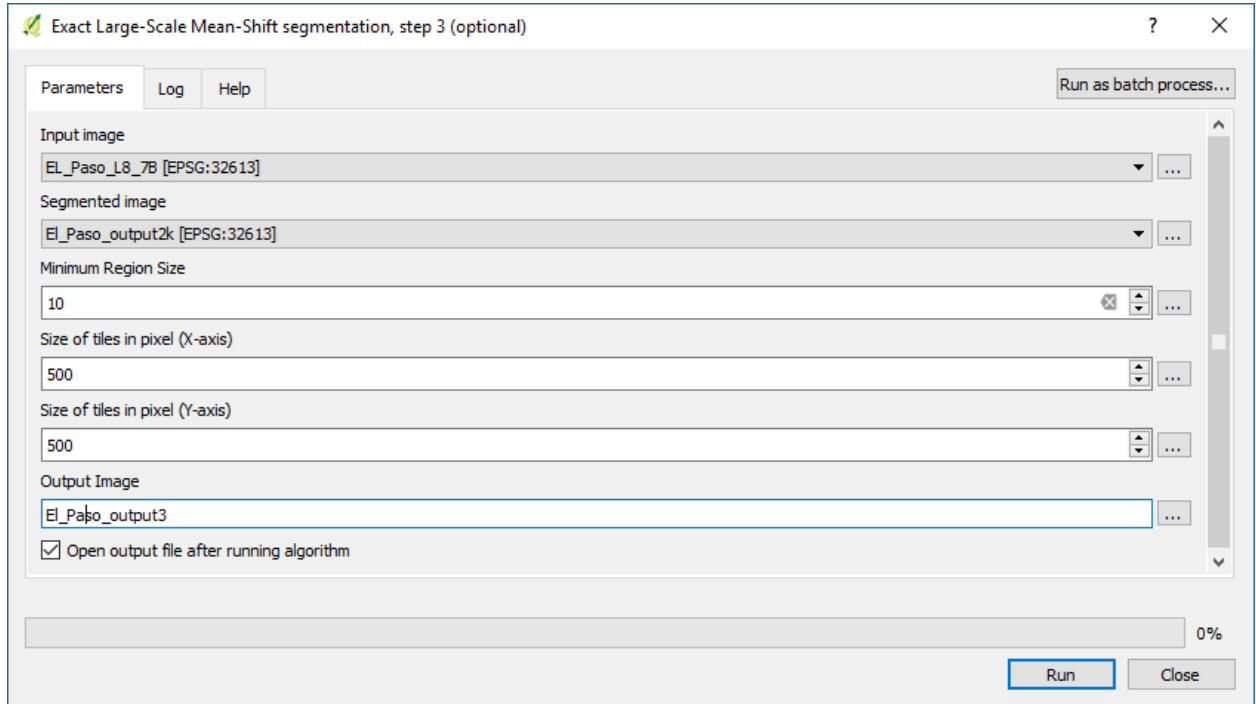 Exact Large-Scale Mean-Shift segmentation, step 3 (optional)
?
Parameters
Log
Help
Run as batch process...
Input image
EL_Paso_L8_7B [EPSG:32613]
...
Segmented image
El_Paso_output2k [EPSG:32613]
...
Minimum Region Size
10
...
Size of tiles in pixel (X-axis)
500
...
Size of tiles in pixel (Y-axis)
500
...
Output Image
El_Paso_output3
...
Open output file after running algorithm
0%
Run
Close